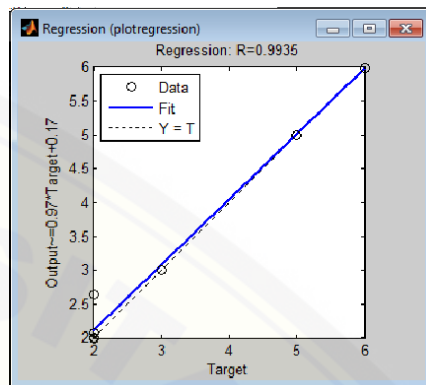 Regression (plotregression)
Regression: R=0.9935
Data
Fit
Y = T
Output~=0.97*Target+0.17
6
5.5
5
4.5
4
3.5
3
2.5
2
2 3 4 5 6
Target